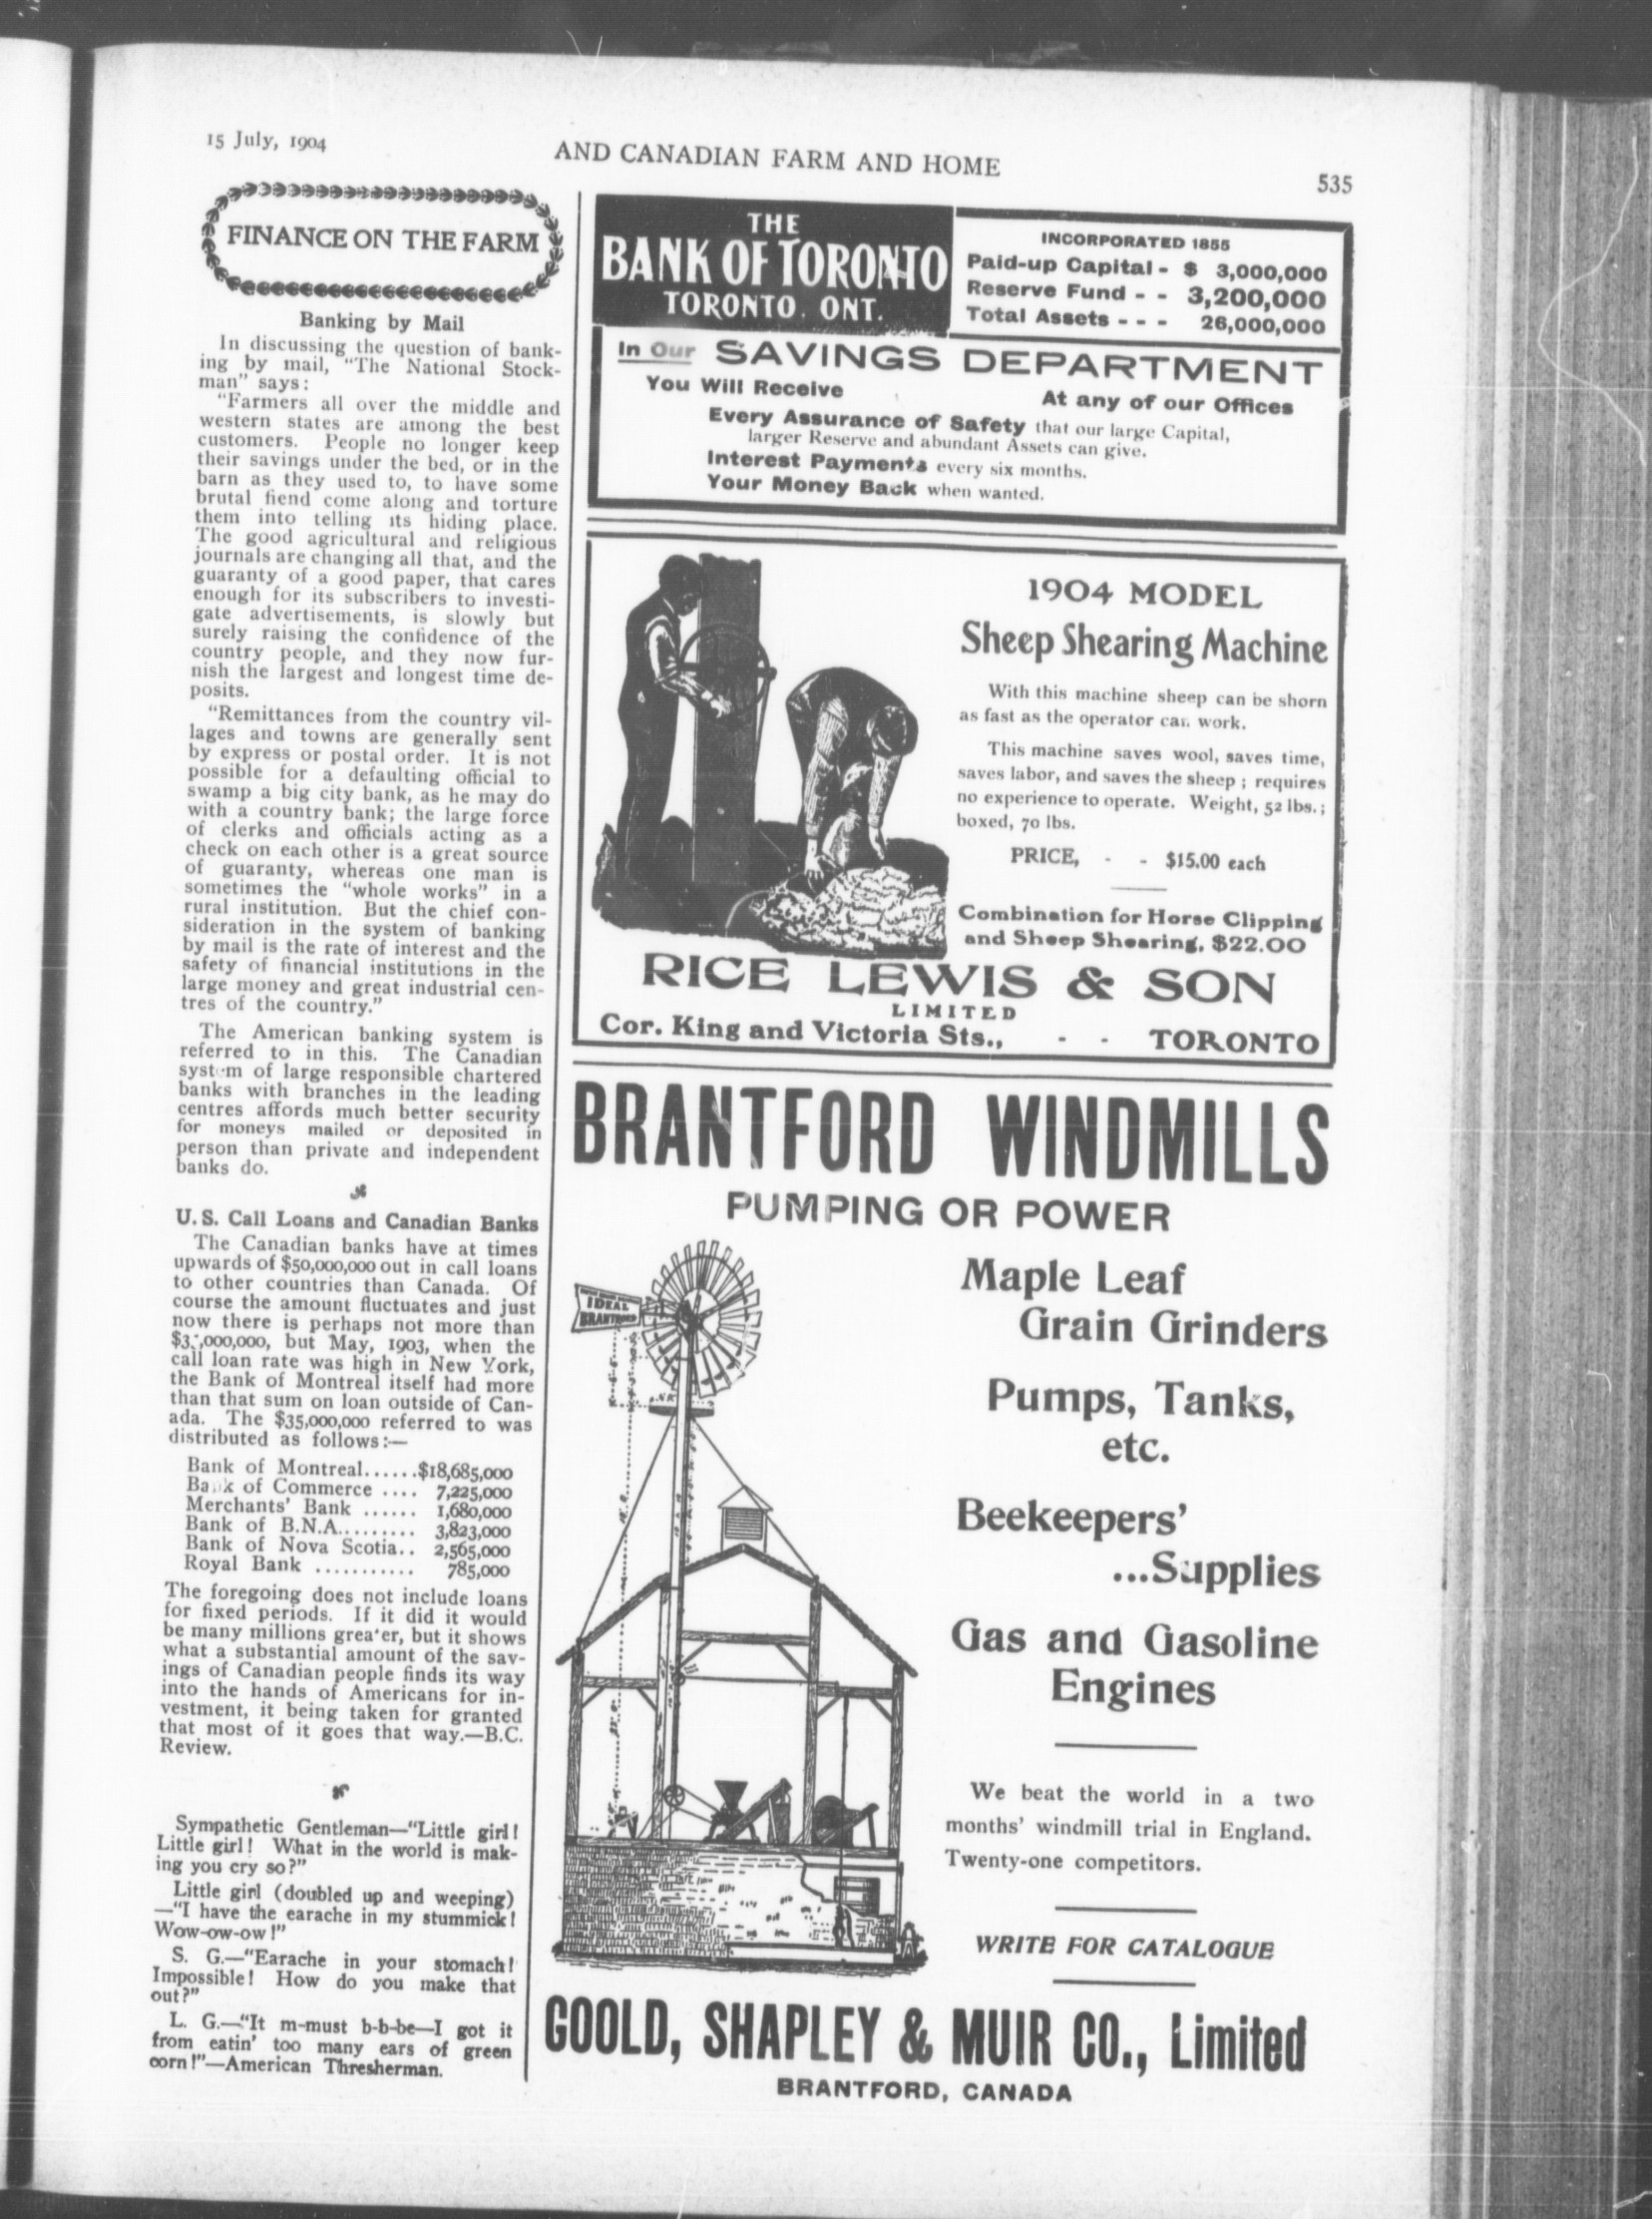 15 July, 1904
AND CANADIAN FARM AND HOME
535
FINANCE ON THE FARM
Banking by Mail
In discussing the question of bank-
ing by mail, "The National Stock-
man" says:
"Farmers all over the middle and
western states are among the best
customers. People no longer keep
their savings under the bed, or in the
barn as they used to, to have some
brutal fiend come along and torture
them into telling its hiding place.
The good agricultural and religious
journals are changing all that, and the
guaranty of a good paper, that cares
enough for its subscribers to investi-
gate advertisements, is slowly but
surely raising the confidence of the
country people, and they now fur-
nish the largest and longest time de-
posits.
"Remittances from the country vil-
lages and towns are generally sent
by express or postal order. It is not
possible for a defaulting official to
swamp a big city bank, as he may do
with a country bank; the large force
of clerks and officials acting as a
check on each other is a great source
of guaranty, whereas one man is
sometimes the "whole works" in a
rural institution. But the chief con-
sideration in the system of banking
by mail is the rate of interest and the
safety of financial institutions in the
large money and great industrial cen-
tres of the country."
The American banking system is
referred to in this. The Canadian
system of large responsible chartered
banks with branches in the leading
centres affords much better security
for moneys mailed or deposited in
person than private and independent
banks do.
U. S. Call Loans and Canadian Banks
The Canadian banks have at times
upwards of $50,000,000 out in call loans
to other countries than Canada. Of
course the amount fluctuates and just
now there is perhaps not more than
but May, 1903, when the
call loan rate was high in New York,
the Bank of Montreal itself had more
than that sum on loan outside of Can-
ada. The $35,000,000 referred to was
distributed as follows:—
Bank of Montreal......$18,685,000
Bank of Commerce .... 7,225,000
Merchants' Bank ...... 1,680,000
Bank of B.N.A......... 3,823,000
Bank of Nova Scotia.. 2,565,000
Royal Bank ........... 785,000
The foregoing does not include loans
for fixed periods. If it did it would
be many millions greater, but it shows
what a substantial amount of the sav-
ings of Canadian people finds its way
into the hands of Americans for in-
vestment, it being taken for granted
that most of it goes that way.—B.C.
Review.
Sympathetic Gentleman—"Little girl!
Little girl! What in the world is mak-
ing you cry so?"
Little girl (doubled up and weeping)
—"I have the earache in my stummick!
Wow-ow-ow!"
S. G.—"Earache in your stomach!
Impossible! How do you make that
out?"
L. G.—"It m-must b-b-be—I got it
from eatin' too many ears of green
corn!"—American Thresherman.
THE
BANK OF TORONTO
TORONTO. ONT.
INCORPORATED 1855
Paid-up Capital - $ 3,000,000
Reserve Fund - - 3,200,000
Total Assets - - - 26,000,000
In Our SAVINGS DEPARTMENT
You Will Receive At any of our Offices
Every Assurance of Safety that our large Capital,
larger Reserve and abundant Assets can give.
Interest Payments every six months.
Your Money Back when wanted.
1904 MODEL
Sheep Shearing Machine
With this machine sheep can be shorn
as fast as the operator can work.
This machine saves wool, saves time,
saves labor, and saves the sheep ; requires
no experience to operate. Weight, 52 lbs.;
boxed, 70 lbs.
PRICE, - - $15.00 each
Combination for Horse Clipping
and Sheep Shearing, $22.00
RICE LEWIS & SON
LIMITED
Cor. King and Victoria Sts., - - TORONTO
BRANTFORD WINDMILLS
PUMPING OR POWER
IDEAL
BRANTFORD
Maple Leaf
Grain Grinders
Pumps, Tanks,
etc.
Beekeepers'
...Supplies
Gas and Gasoline
Engines
We beat the world in a two
months' windmill trial in England.
Twenty-one competitors.
WRITE FOR CATALOGUE
GOOLD, SHAPLEY & MUIR CO., Limited
BRANTFORD, CANADA